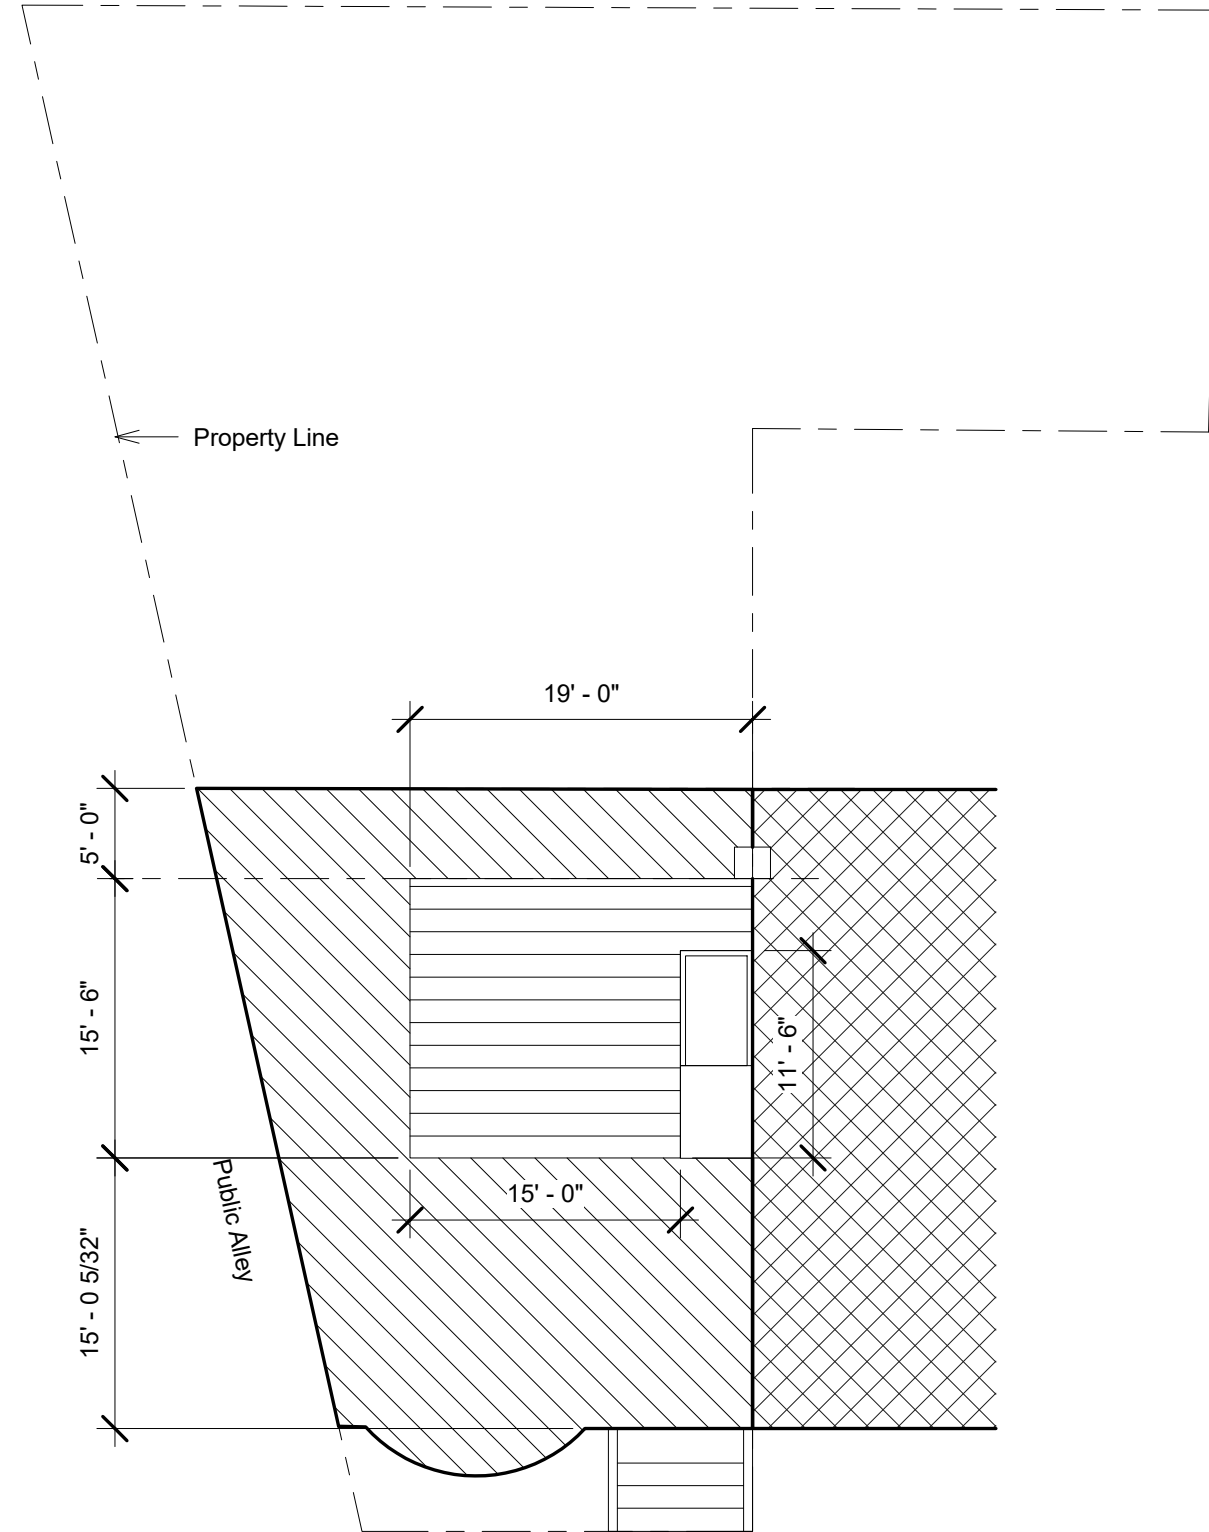 Property Line
19' - 0"
5' - 0"
15' - 6"
11' - 6"
15' - 0"
Public Alley
15' - 0 5/32"